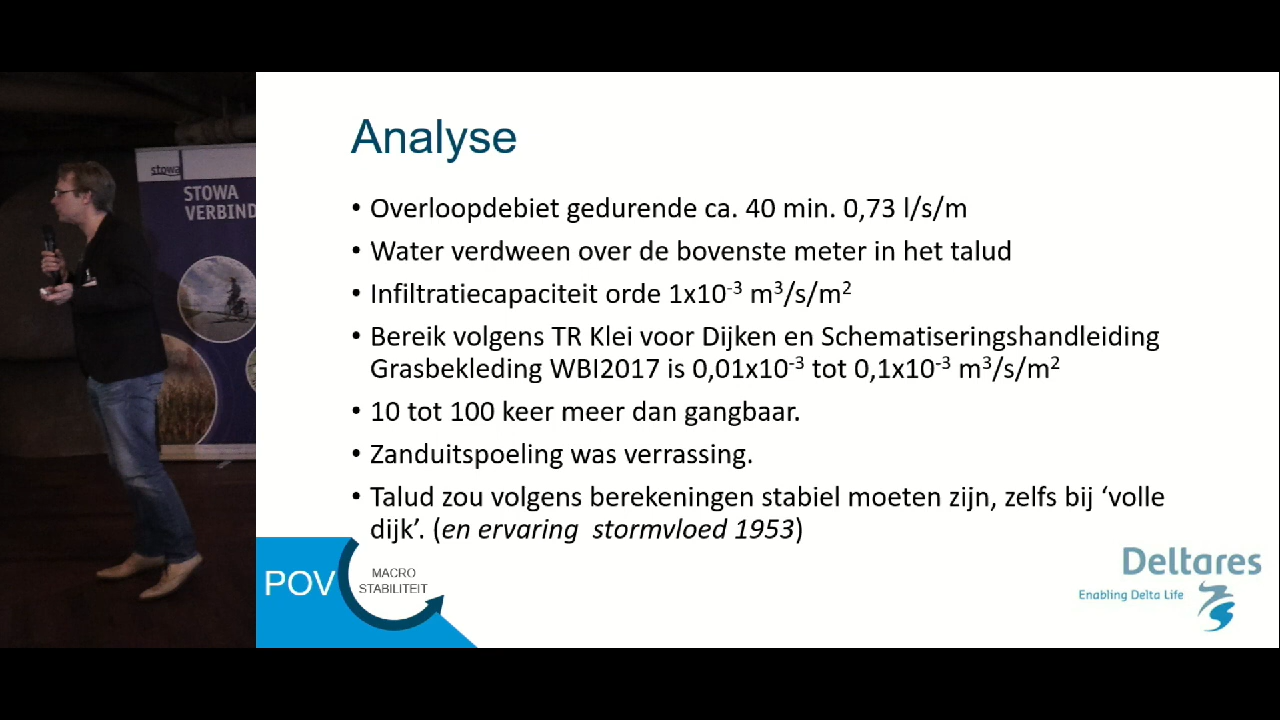 stowa
STOWA
VERBIND
Analyse
• Overloopdebiet gedurende ca. 40 min. 0,73 l/s/m
• Water verdween over de bovenste meter in het talud
• Infiltratiecapaciteit orde 1x10⁻³ m³/s/m²
• Bereik volgens TR Klei voor Dijken en Schematiseringshandleiding
Grasbekleding WBI2017 is 0,01x10⁻³ tot 0,1x10⁻³ m³/s/m²
• 10 tot 100 keer meer dan gangbaar.
• Zanduitspoeling was verrassing.
• Talud zou volgens berekeningen stabiel moeten zijn, zelfs bij ‘volle
dijk’. (en ervaring  stormvloed 1953)
POV
MACRO
STABILITEIT
Deltares
Enabling Delta Life